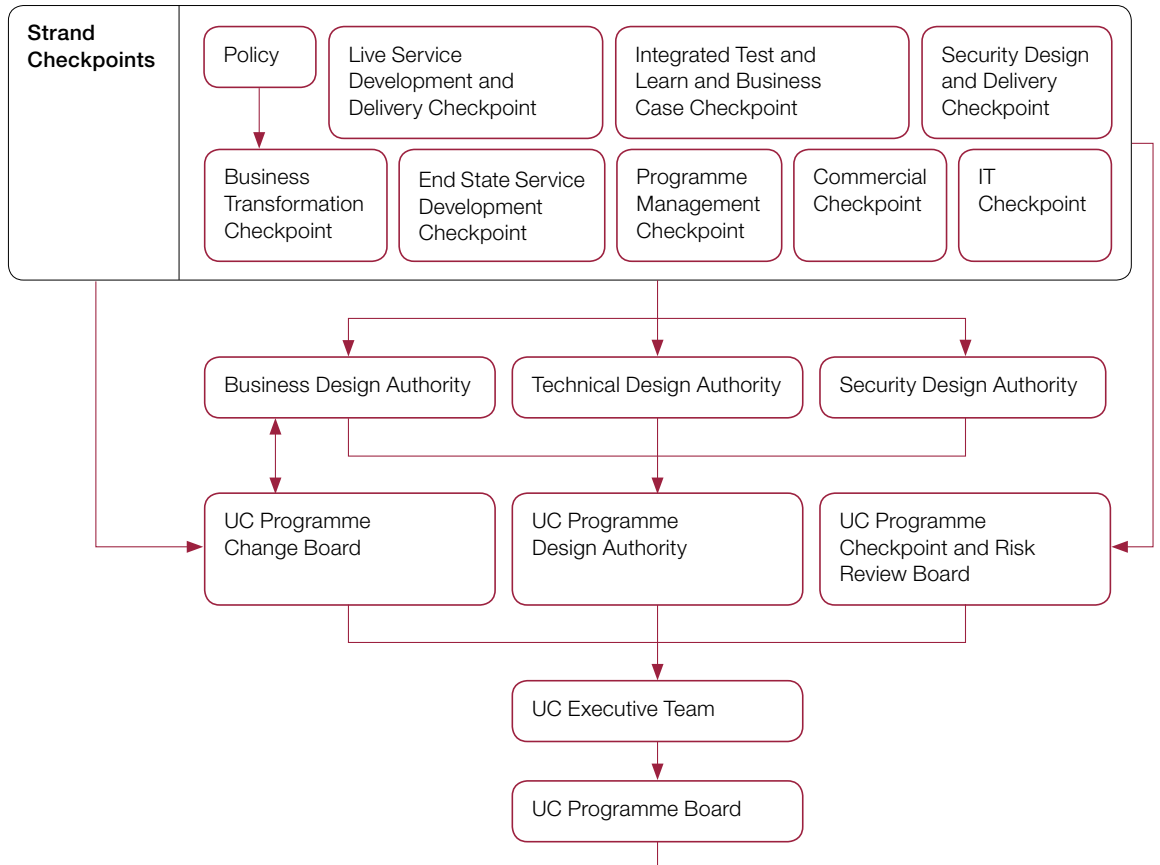 Strand
Checkpoints
Policy
Live Service
Development and
Delivery Checkpoint
Integrated Test and
Learn and Business
Case Checkpoint
Security Design
and Delivery
Checkpoint
Business
Transformation
Checkpoint
End State Service
Development
Checkpoint
Programme
Management
Checkpoint
Commercial
Checkpoint
IT
Checkpoint
Business Design Authority
Technical Design Authority
Security Design Authority
UC Programme
Change Board
UC Programme
Design Authority
UC Programme
Checkpoint and Risk
Review Board
UC Executive Team
UC Programme Board